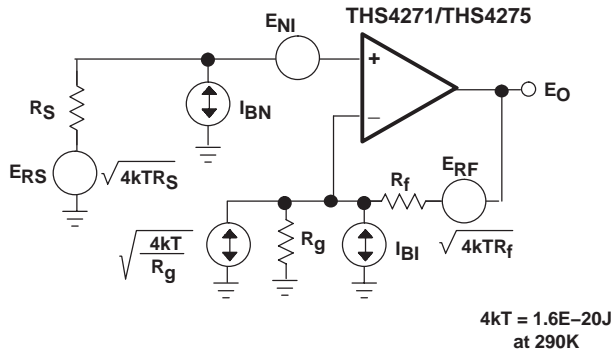 THS4271/THS4275
E_NI
+
−
E_O
R_S
I_BN
E_RS
√4kTR_S
E_RF
R_f
√4kTR_f
√4kT/R_g
R_g
I_BI
4kT = 1.6E−20J
at 290K